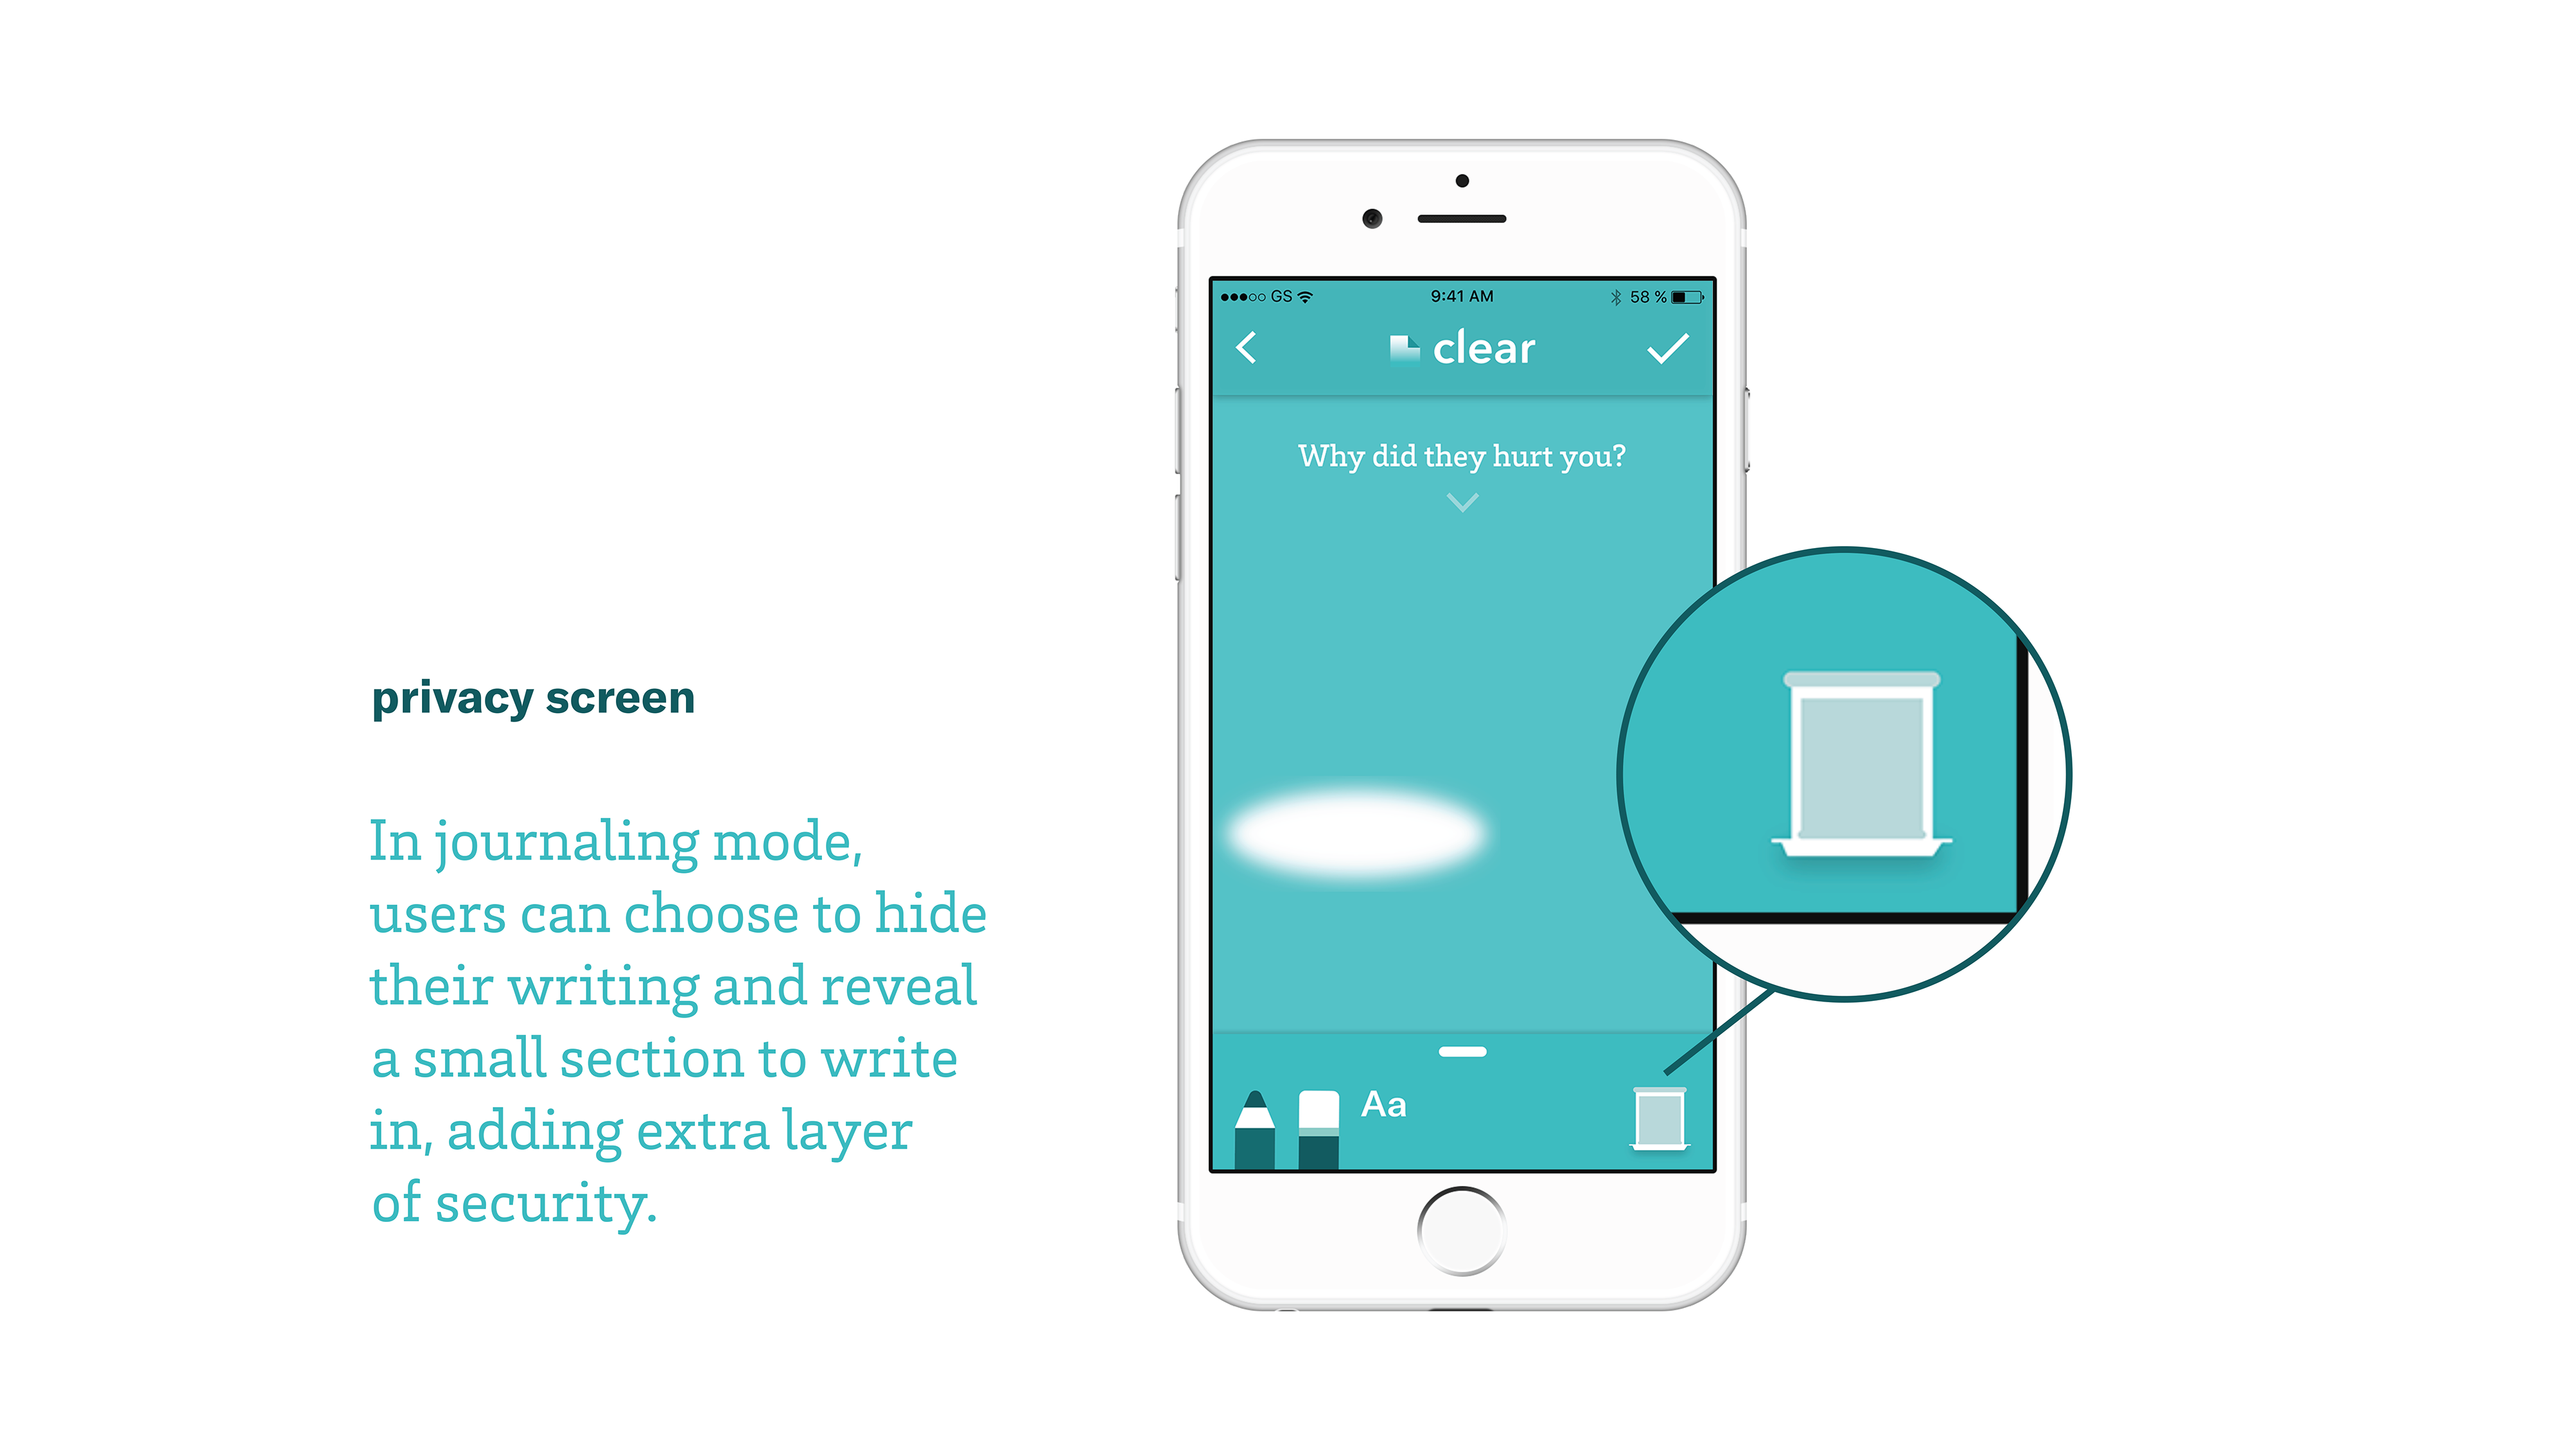 privacy screen
In journaling mode,
users can choose to hide
their writing and reveal
a small section to write
in, adding extra layer
of security.
GS 9:41 AM 58 %
clear
Why did they hurt you?
Aa